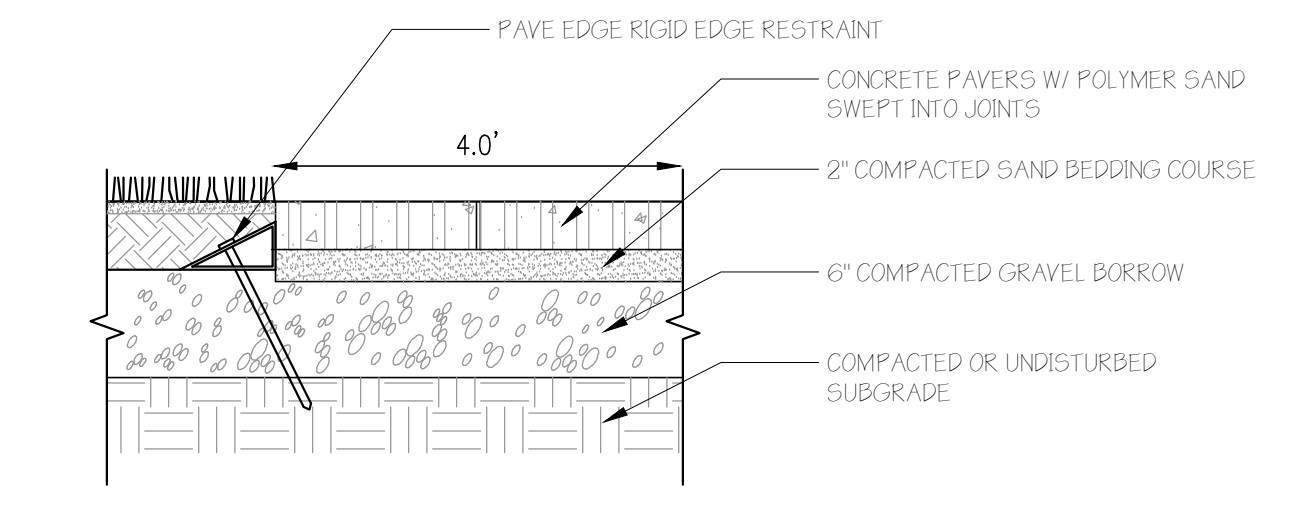 PAVE EDGE RIGID EDGE RESTRAINT
CONCRETE PAVERS W/ POLYMER SAND
SWEPT INTO JOINTS
4.0'
2" COMPACTED SAND BEDDING COURSE
6" COMPACTED GRAVEL BORROW
COMPACTED OR UNDISTURBED
SUBGRADE